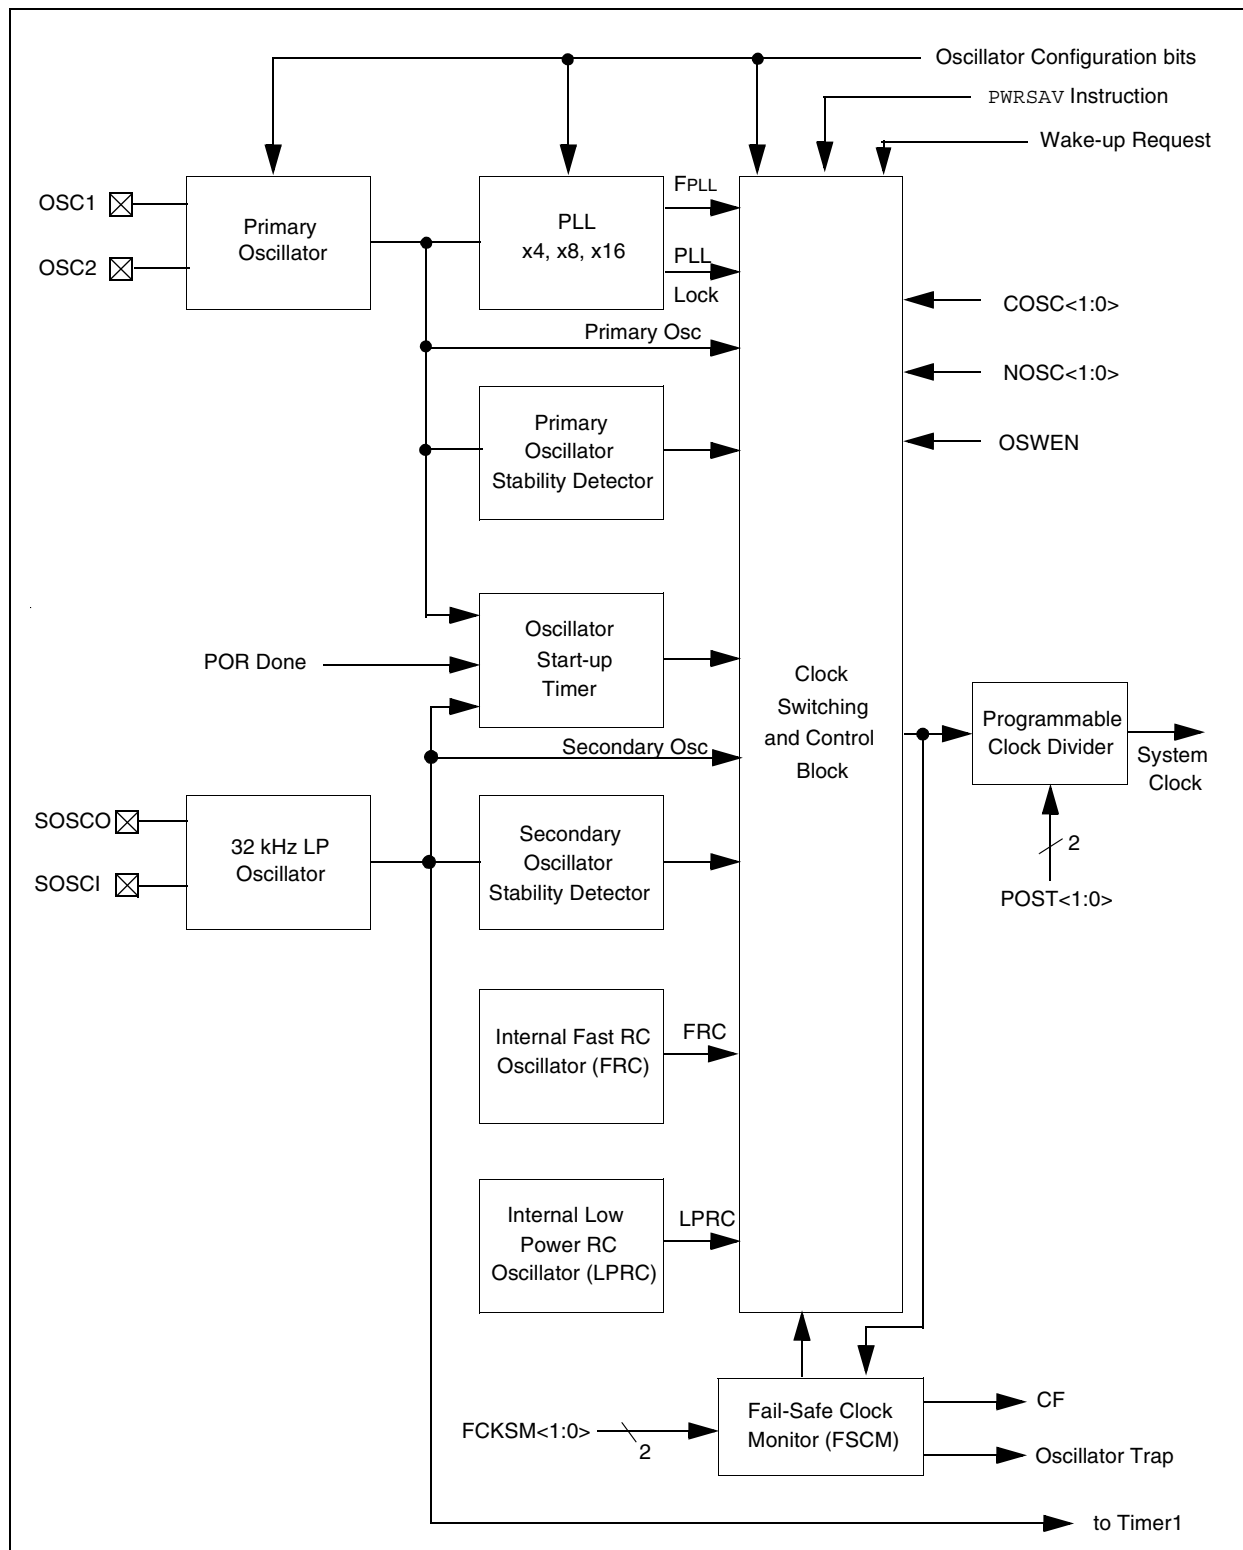 Oscillator Configuration bits
PWRSAV Instruction
Wake-up Request
OSC1
OSC2
Primary
Oscillator
PLL
x4, x8, x16
FPLL
PLL
Lock
Primary Osc
COSC<1:0>
NOSC<1:0>
OSWEN
Primary
Oscillator
Stability Detector
POR Done
Oscillator
Start-up
Timer
Clock
Switching
and Control
Block
Secondary Osc
Programmable
Clock Divider
System
Clock
2
POST<1:0>
SOSCO
SOSCI
32 kHz LP
Oscillator
Secondary
Oscillator
Stability Detector
Internal Fast RC
Oscillator (FRC)
FRC
Internal Low
Power RC
Oscillator (LPRC)
LPRC
FCKSM<1:0>
2
Fail-Safe Clock
Monitor (FSCM)
CF
Oscillator Trap
to Timer1